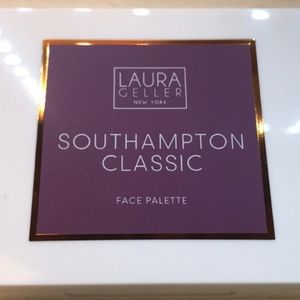 LAURA
GELLER
NEW YORK
SOUTHAMPTON
CLASSIC
FACE PALETTE